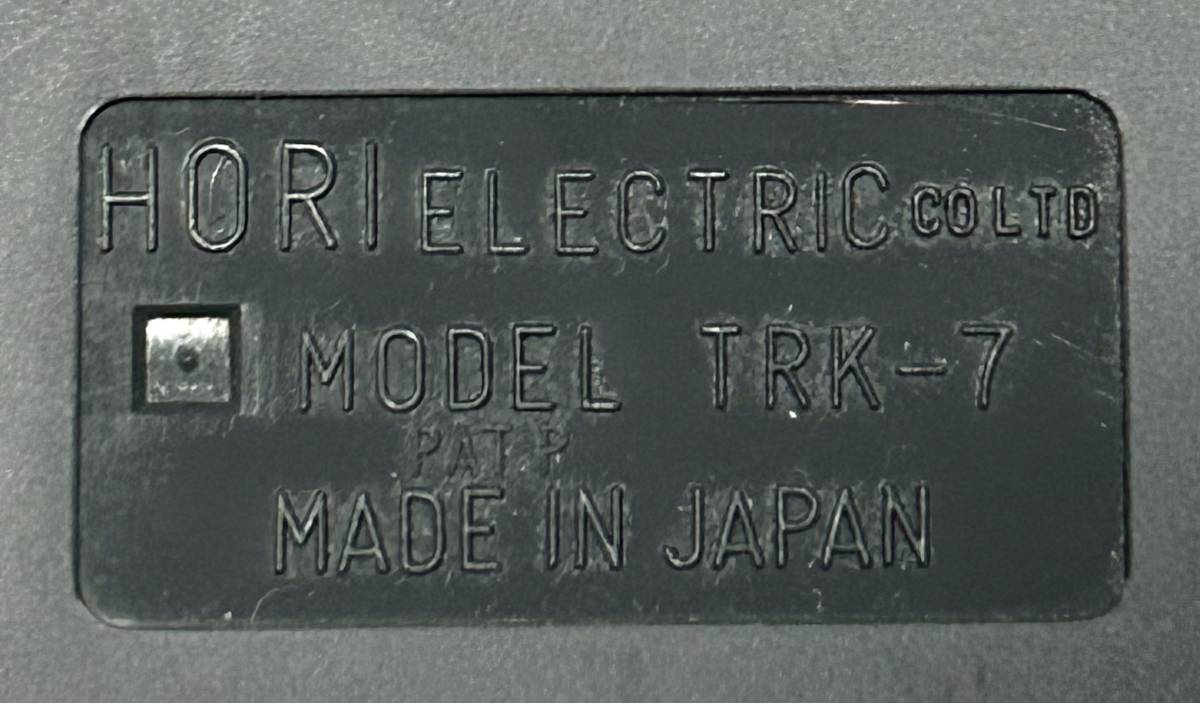 HORI ELECTRIC CO LTD
MODEL TRK-7
PAT P
MADE IN JAPAN